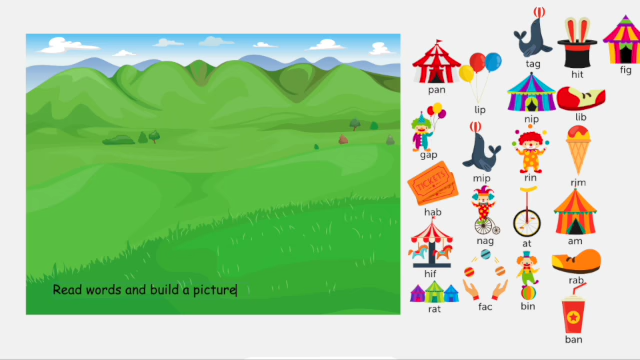 tag
hit
fig
pan
lip
nip
lib
gap
mip
rin
rim
TICKET
hab
nag
at
am
hif
rab
rat
fac
bin
ban
Read words and build a picture